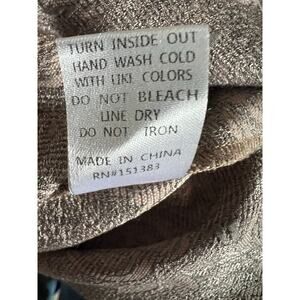 TURN INSIDE OUT
HAND WASH COLD
WITH LIKE COLORS
DO NOT BLEACH
LINE DRY
DO NOT IRON
MADE IN CHINA
RN#151383